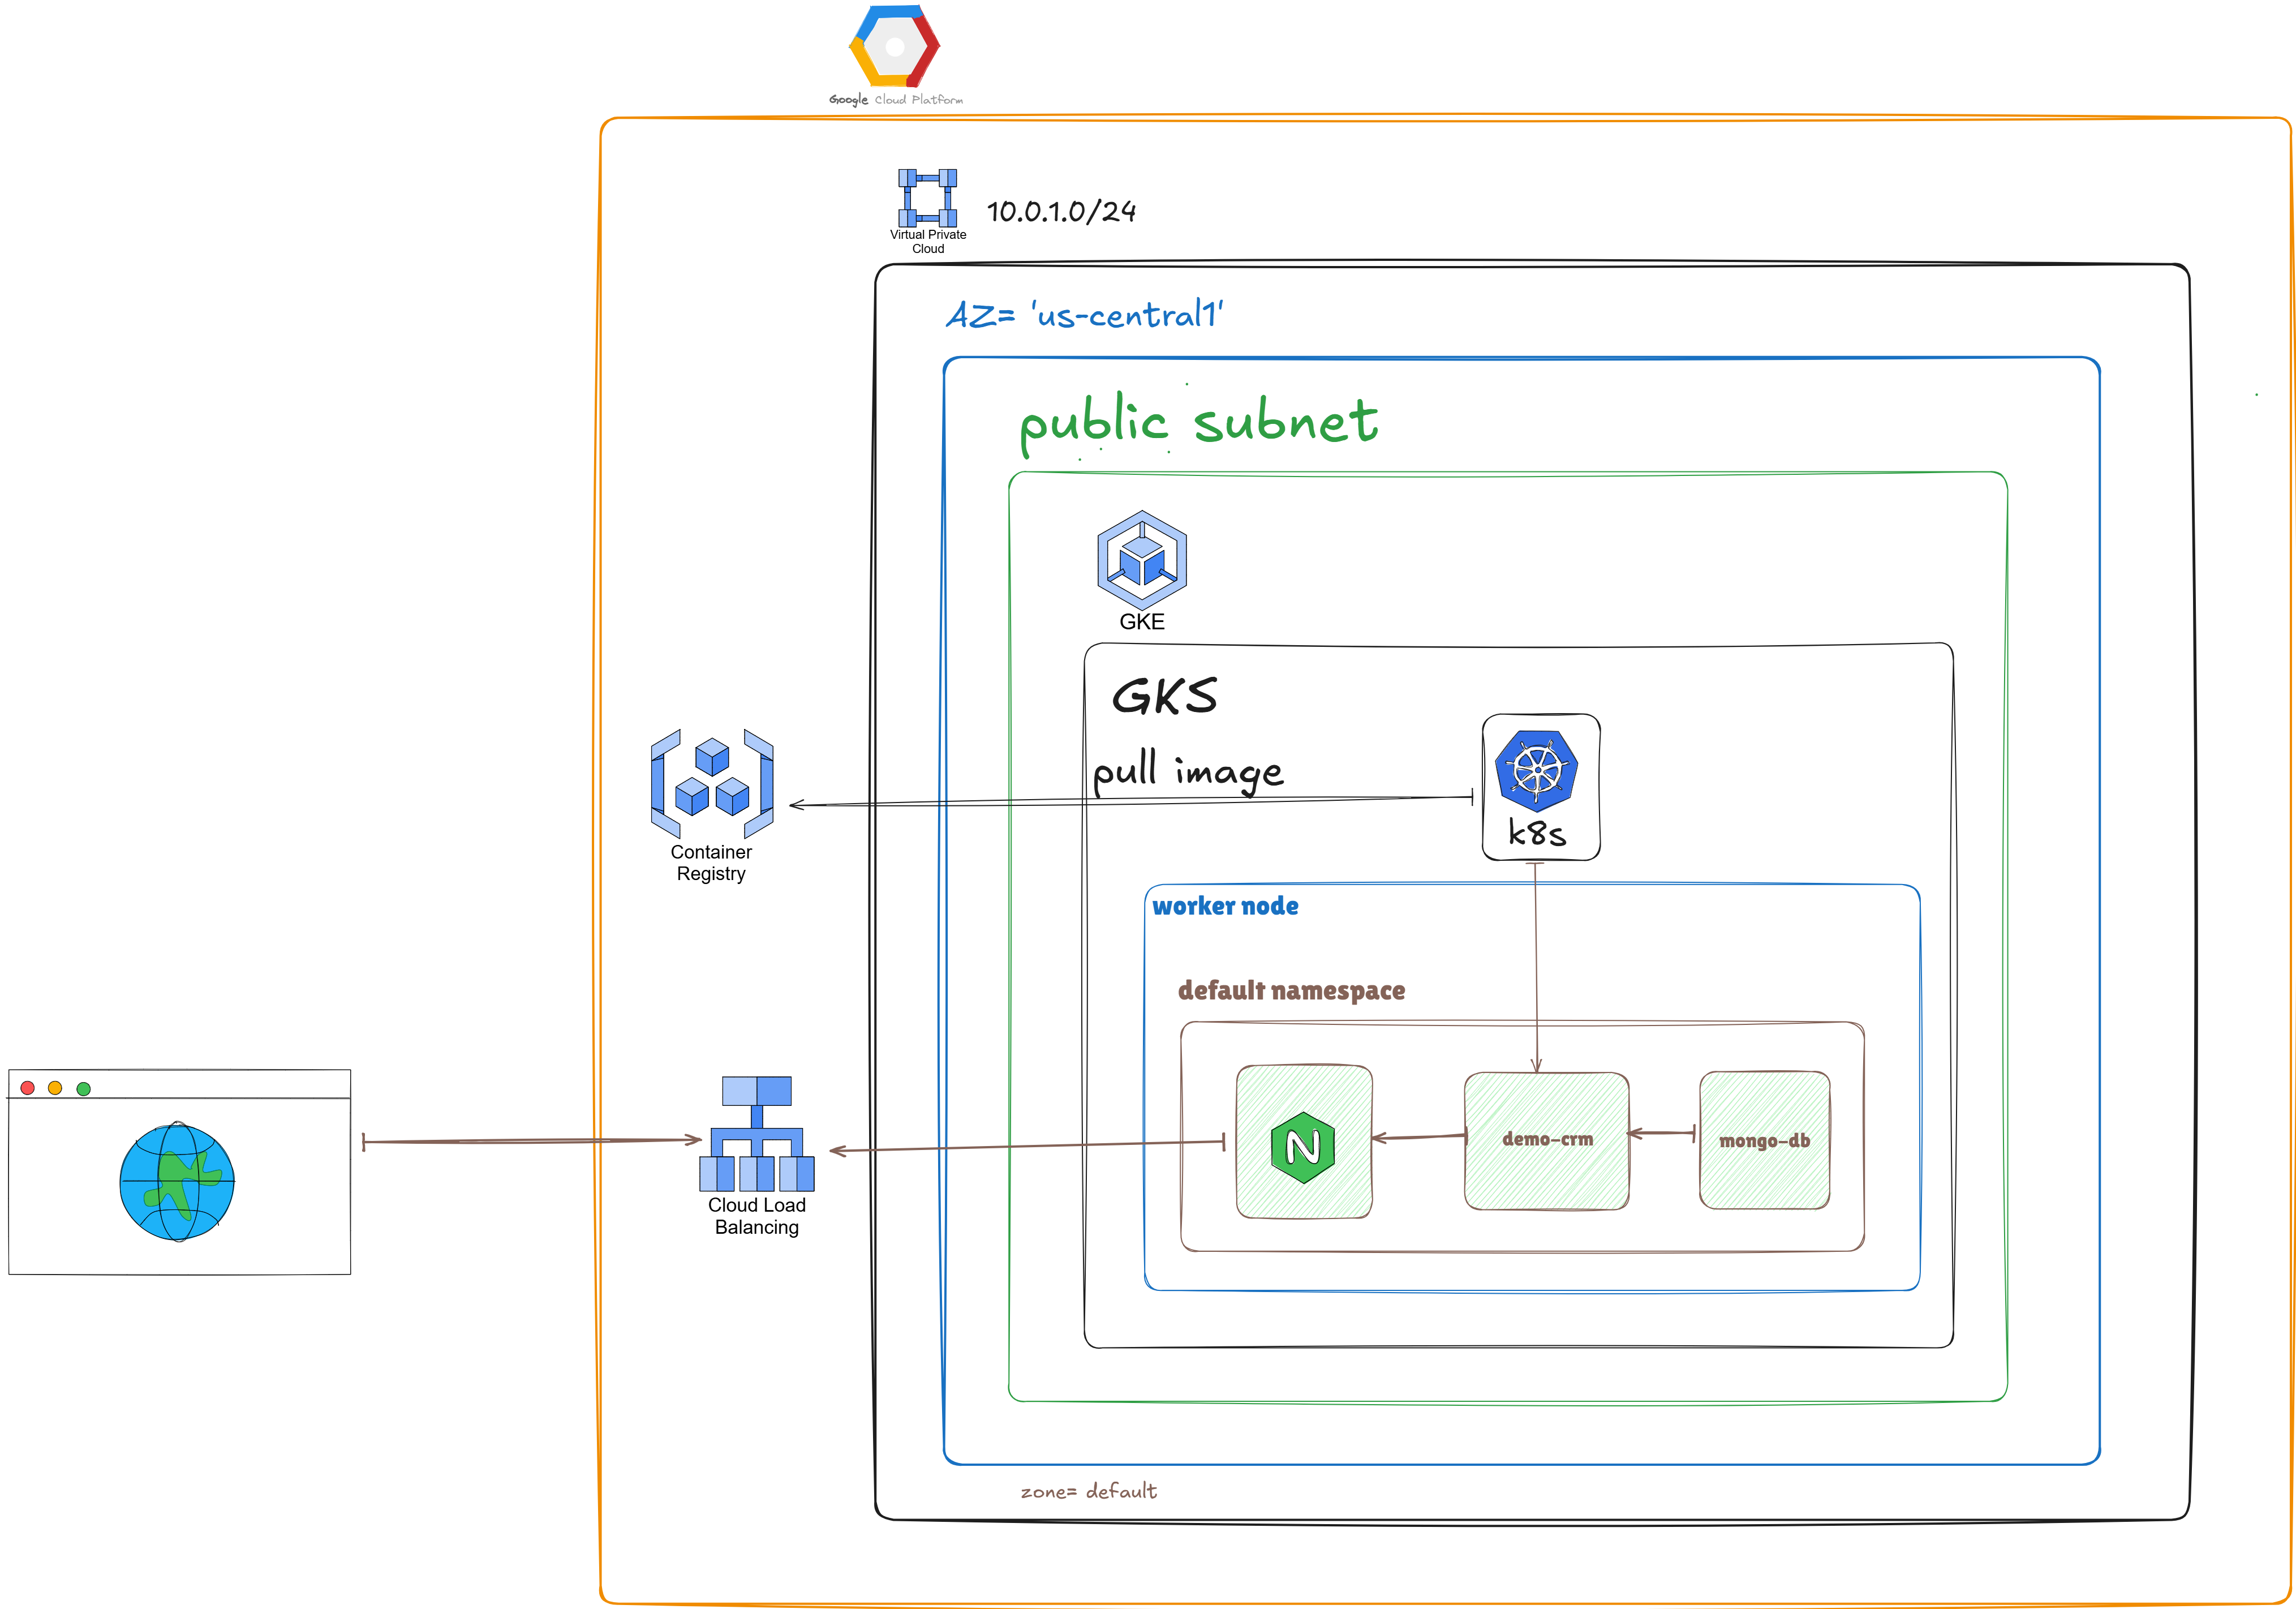 Google Cloud Platform
Virtual Private
Cloud
10.0.1.0/24
AZ= 'us-central1'
public subnet
GKE
GKS
pull image
k8s
Container
Registry
worker node
default namespace
N
demo-crm
mongo-db
Cloud Load
Balancing
zone= default